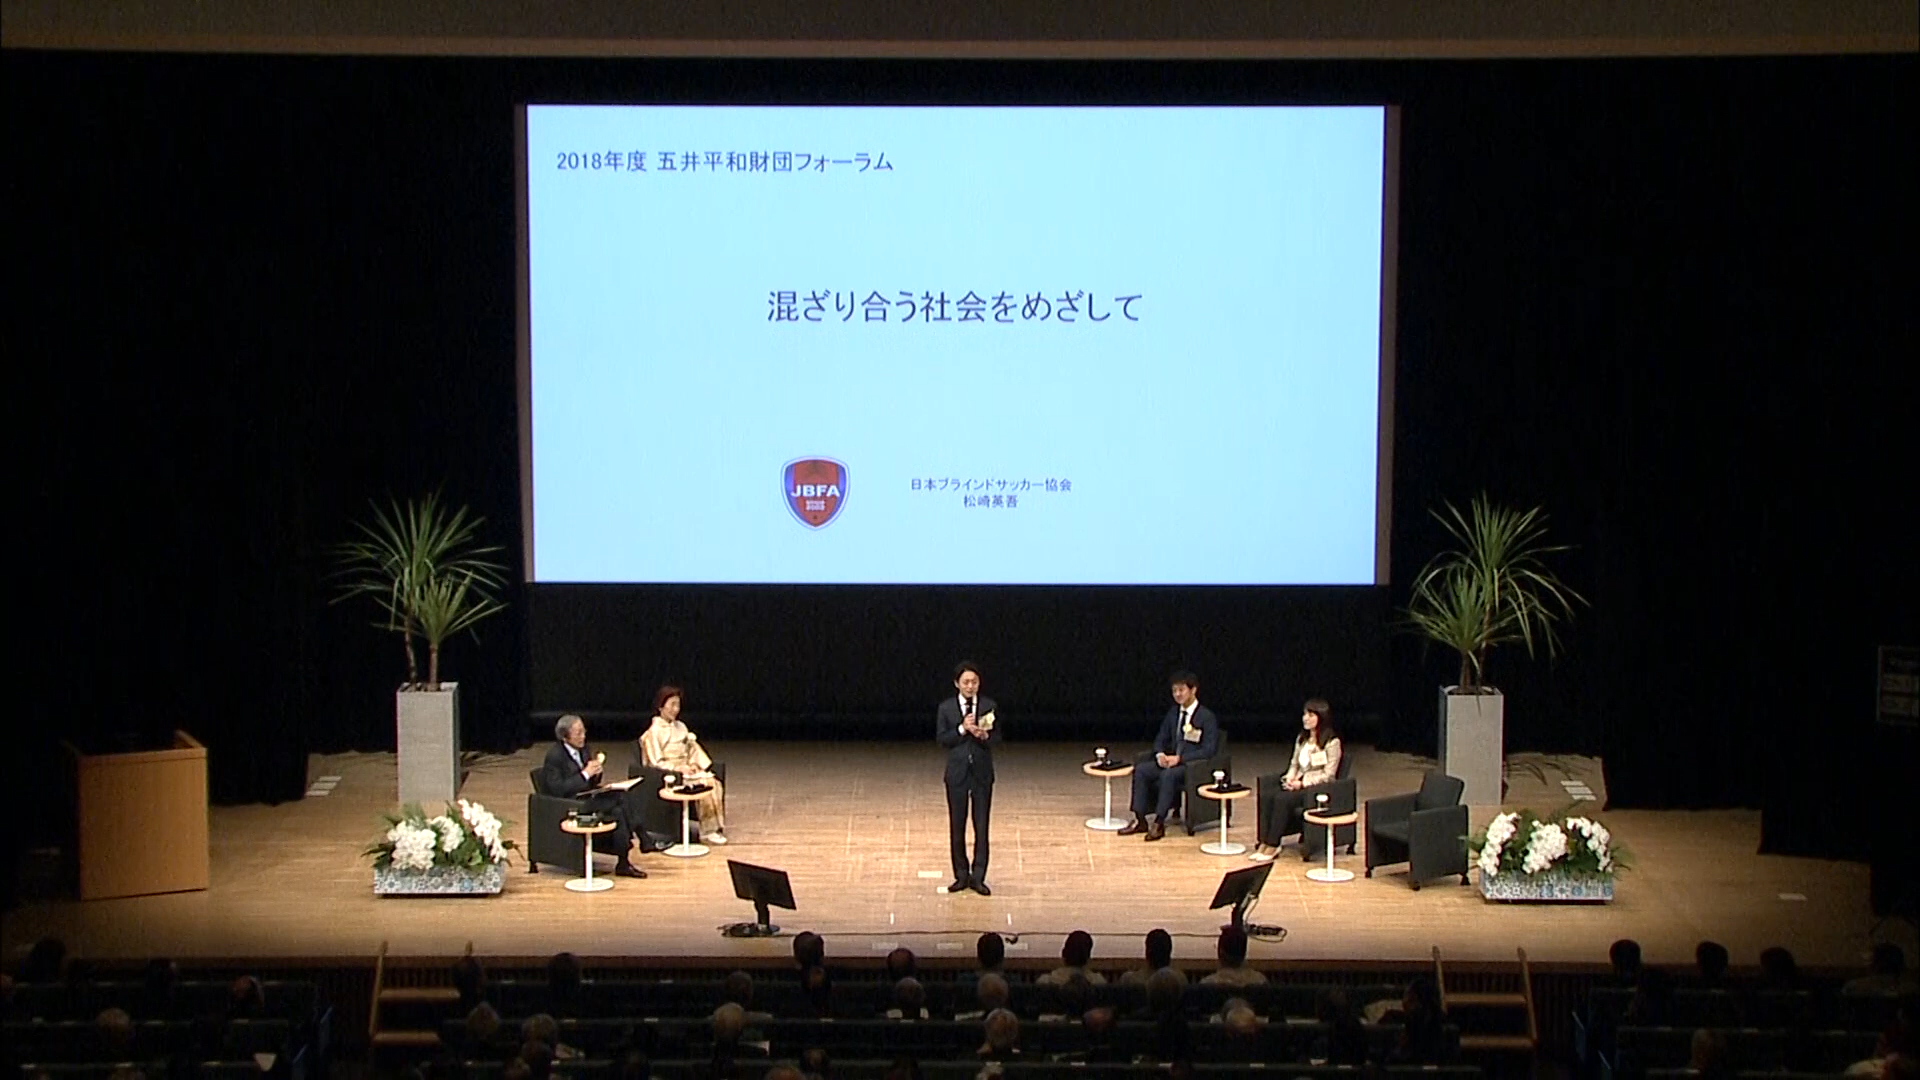 2018年度 五井平和財団フォーラム
混ざり合う社会をめざして
JBFA
日本ブラインドサッカー協会
松崎英吾